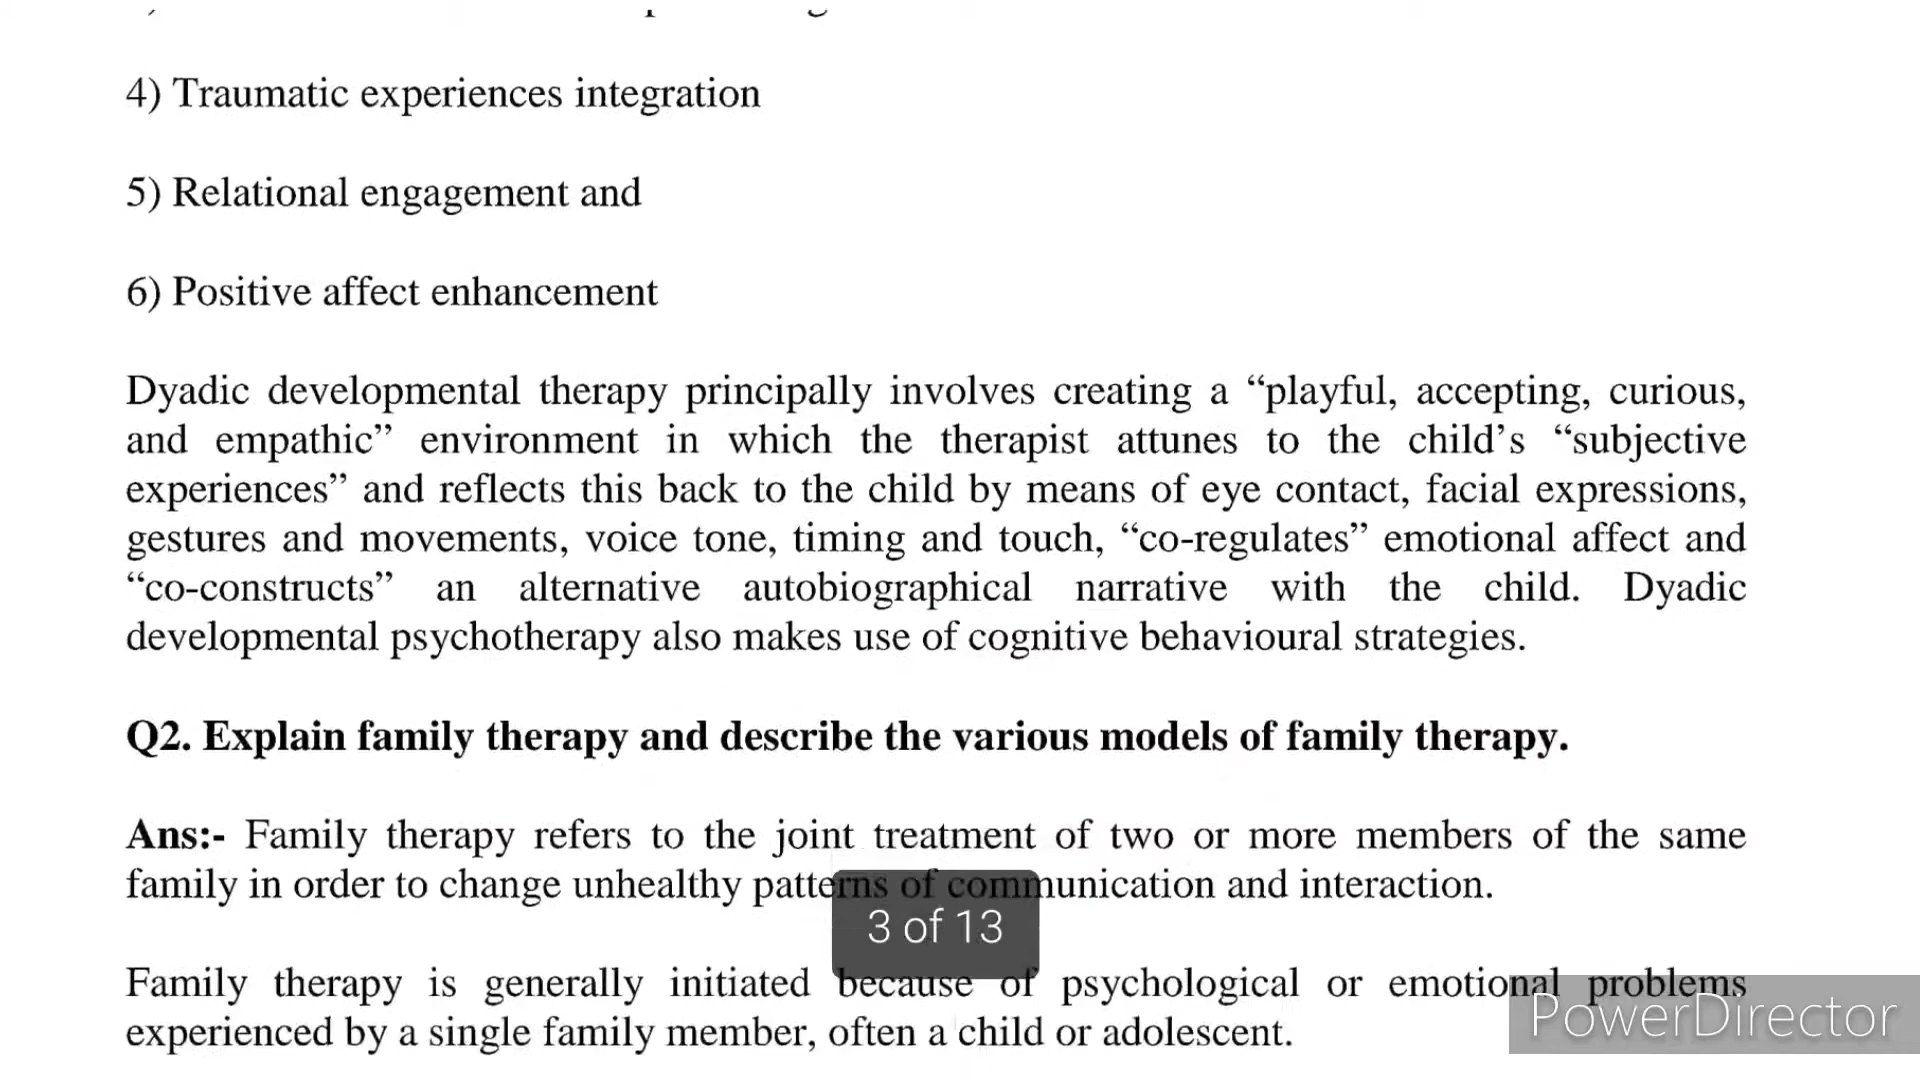 4) Traumatic experiences integration
5) Relational engagement and
6) Positive affect enhancement
Dyadic developmental therapy principally involves creating a “playful, accepting, curious,
and empathic” environment in which the therapist attunes to the child’s “subjective
experiences” and reflects this back to the child by means of eye contact, facial expressions,
gestures and movements, voice tone, timing and touch, “co-regulates” emotional affect and
“co-constructs” an alternative autobiographical narrative with the child. Dyadic
developmental psychotherapy also makes use of cognitive behavioural strategies.
Q2. Explain family therapy and describe the various models of family therapy.
Ans:- Family therapy refers to the joint treatment of two or more members of the same
family in order to change unhealthy patterns of communication and interaction.
3 of 13
Family therapy is generally initiated because of psychological or emotional problems
experienced by a single family member, often a child or adolescent.
PowerDirector